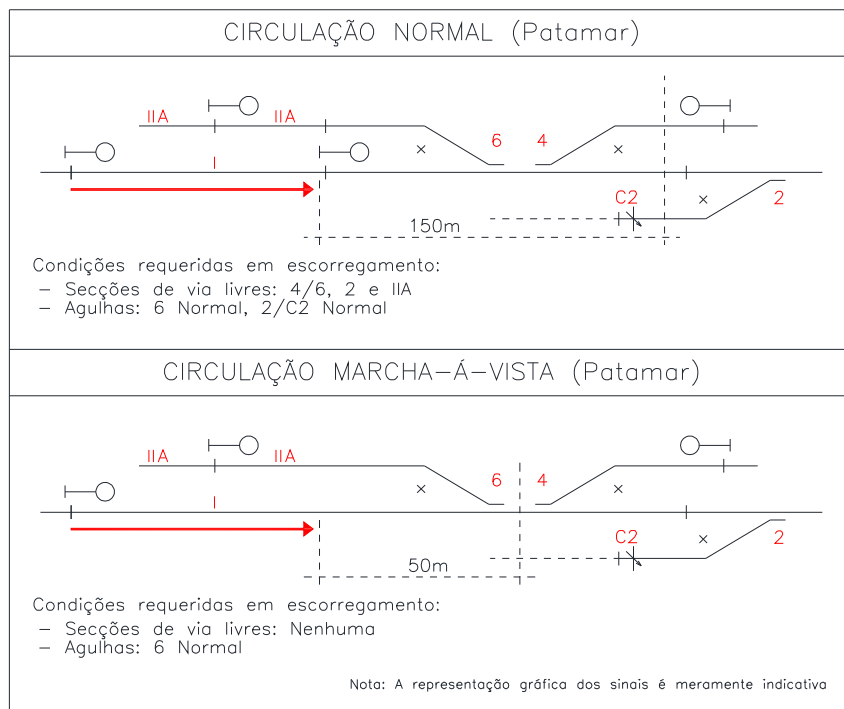 CIRCULAÇÃO NORMAL (Patamar)
IIA IIA
6 4
I
C2 2
150m
Condições requeridas em escorregamento:
– Secções de via livres: 4/6, 2 e IIA
– Agulhas: 6 Normal, 2/C2 Normal
CIRCULAÇÃO MARCHA–Á–VISTA (Patamar)
IIA IIA
6 4
I
C2 2
50m
Condições requeridas em escorregamento:
– Secções de via livres: Nenhuma
– Agulhas: 6 Normal
Nota: A representação gráfica dos sinais é meramente indicativa